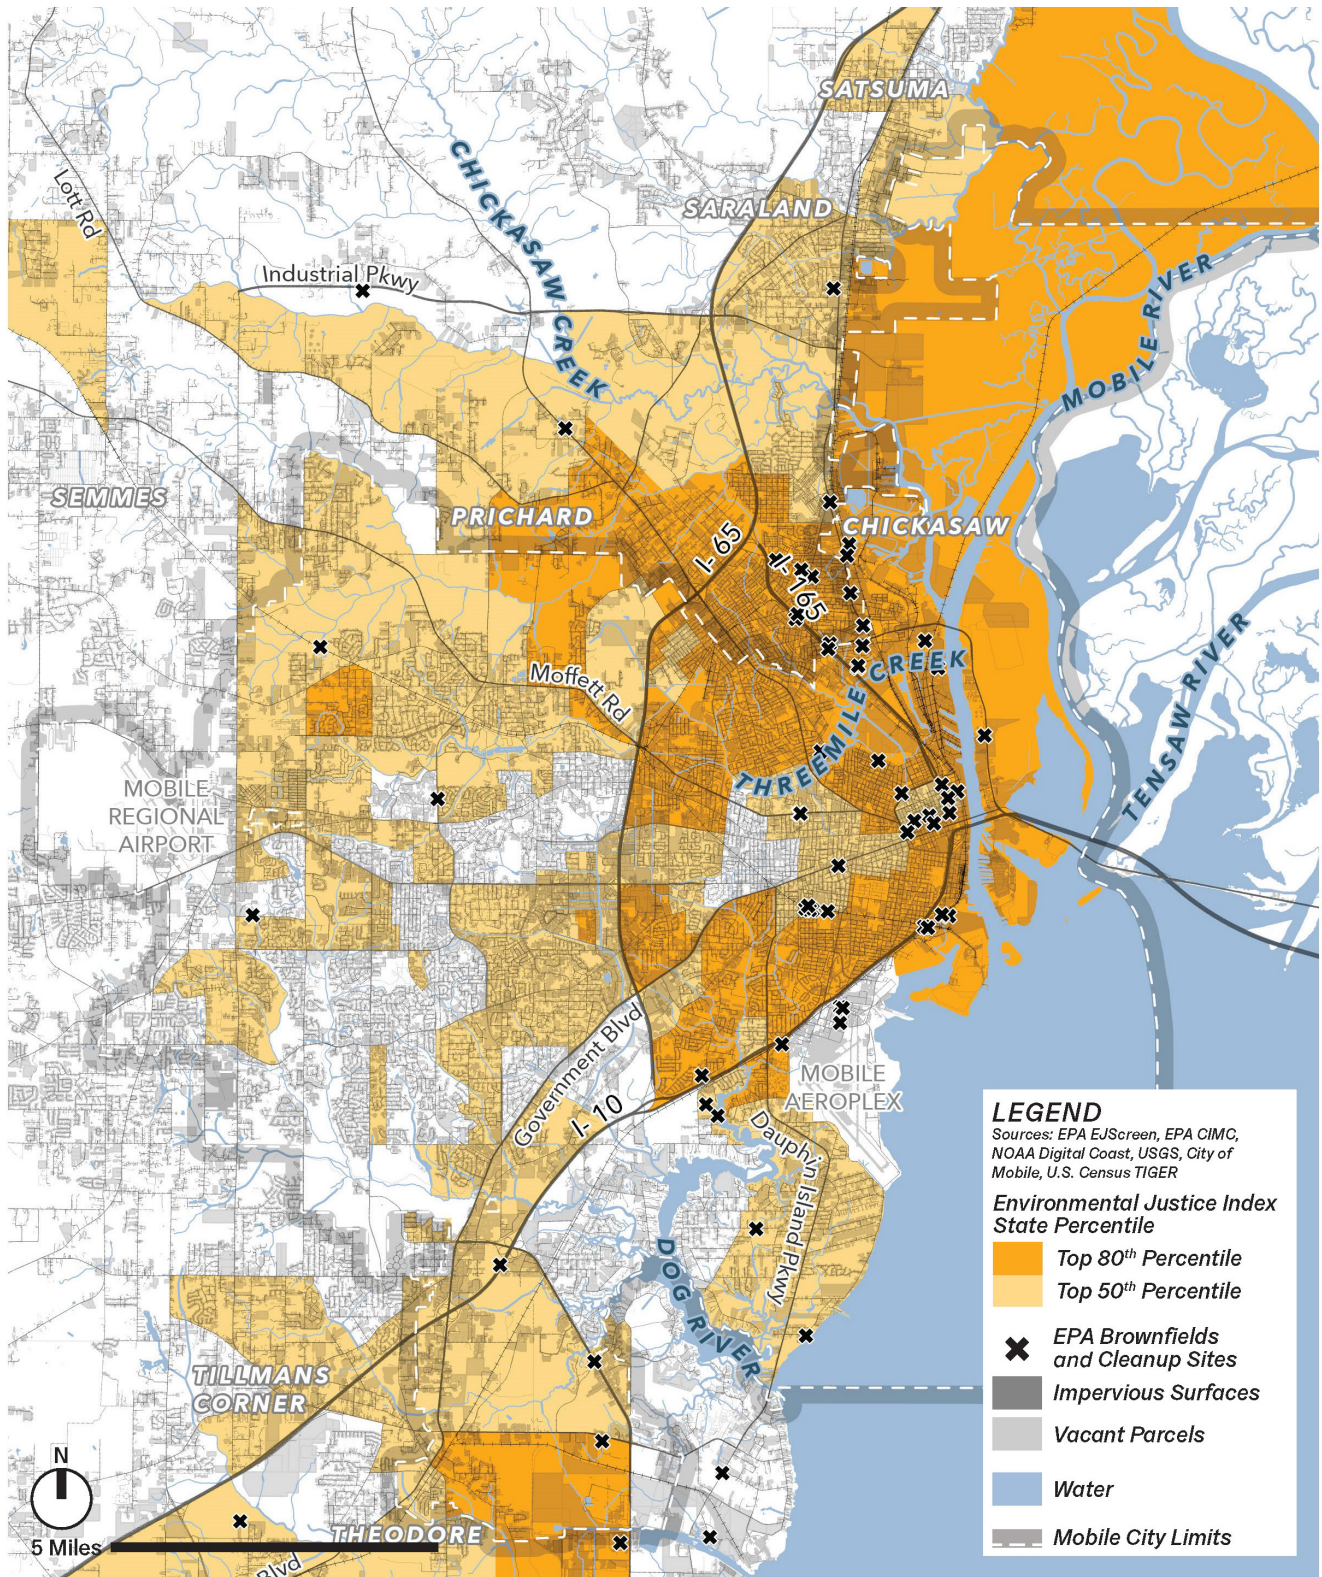 SATSUMA
CHICKASAW CREEK
Lott Rd
SARALAND
Industrial Pkwy
MOBILE RIVER
SEMMES
PRICHARD
CHICKASAW
I-65
I-165
TENSAW RIVER
THREEMILE CREEK
Moffett Rd
MOBILE
REGIONAL
AIRPORT
Government Blvd
I-10
MOBILE
AEROPLEX
Dauphin Island Pkwy
DOG RIVER
TILLMANS
CORNER
THEODORE
Blvd
N
5 Miles
LEGEND
Sources: EPA EJScreen, EPA CIMC,
NOAA Digital Coast, USGS, City of
Mobile, U.S. Census TIGER
Environmental Justice Index
State Percentile
Top 80th Percentile
Top 50th Percentile
EPA Brownfields
and Cleanup Sites
Impervious Surfaces
Vacant Parcels
Water
Mobile City Limits